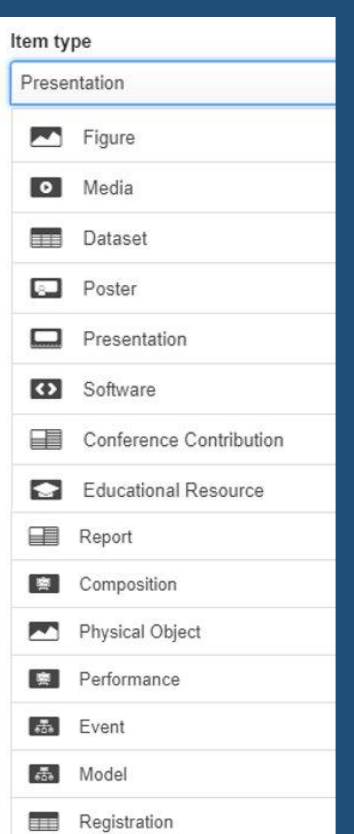 Item type
Presentation
Figure
Media
Dataset
Poster
Presentation
Software
Conference Contribution
Educational Resource
Report
Composition
Physical Object
Performance
Event
Model
Registration